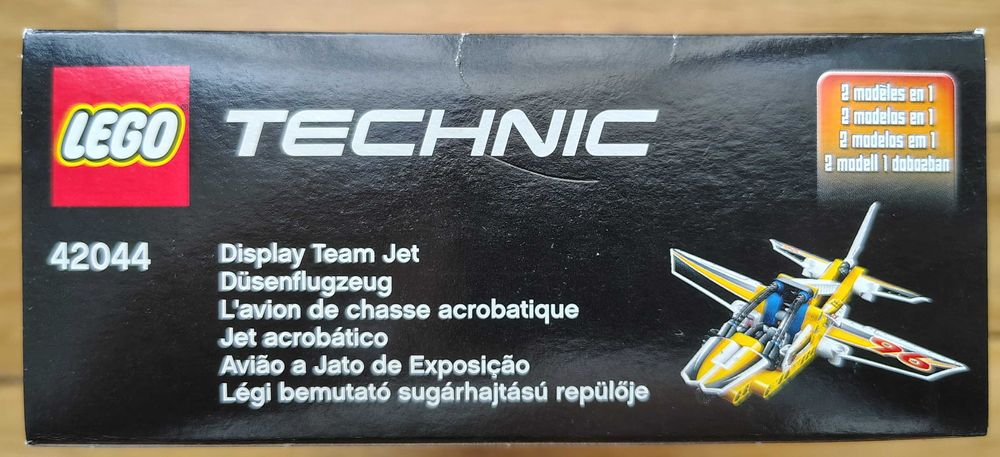 LEGO
TECHNIC
2 modèles en 1
2 modelos en 1
2 modelos em 1
2 modell 1 dobozban
42044
Display Team Jet
Düsenflugzeug
L'avion de chasse acrobatique
Jet acrobático
Avião a Jato de Exposição
Légi bemutató sugárhajtású repülője
96